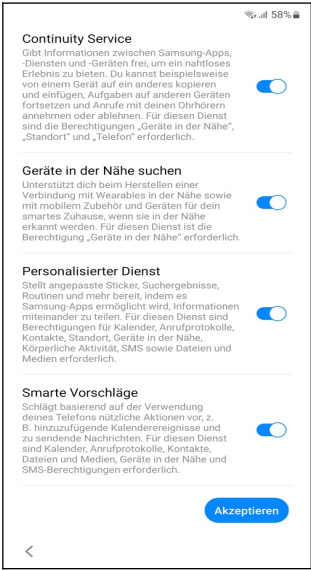 58%
Continuity Service
Gibt Informationen zwischen Samsung-Apps,
-Diensten und -Geräten frei, um ein nahtloses
Erlebnis zu bieten. Du kannst beispielsweise
von einem Gerät auf ein anderes kopieren
und einfügen, Aufgaben auf anderen Geräten
fortsetzen und Anrufe mit deinen Ohrhörern
annehmen oder ablehnen. Für diesen Dienst
sind die Berechtigungen „Geräte in der Nähe",
„Standort" und „Telefon" erforderlich.
Geräte in der Nähe suchen
Unterstützt dich beim Herstellen einer
Verbindung mit Wearables in der Nähe sowie
mit mobilem Zubehör und Geräten für dein
smartes Zuhause, wenn sie in der Nähe
erkannt werden. Für diesen Dienst ist die
Berechtigung „Geräte in der Nähe" erforderlich.
Personalisierter Dienst
Stellt angepasste Sticker, Suchergebnisse,
Routinen und mehr bereit, indem es
Samsung-Apps ermöglicht wird, Informationen
miteinander zu teilen. Für diesen Dienst sind
Berechtigungen für Kalender, Anrufprotokolle,
Kontakte, Standort, Geräte in der Nähe,
Körperliche Aktivität, SMS sowie Dateien und
Medien erforderlich.
Smarte Vorschläge
Schlägt basierend auf der Verwendung
deines Telefons nützliche Aktionen vor, z.
B. hinzuzufügende Kalenderereignisse und
zu sendende Nachrichten. Für diesen Dienst
sind Kalender, Anrufprotokolle, Kontakte,
Dateien und Medien, Geräte in der Nähe und
SMS-Berechtigungen erforderlich.
Akzeptieren